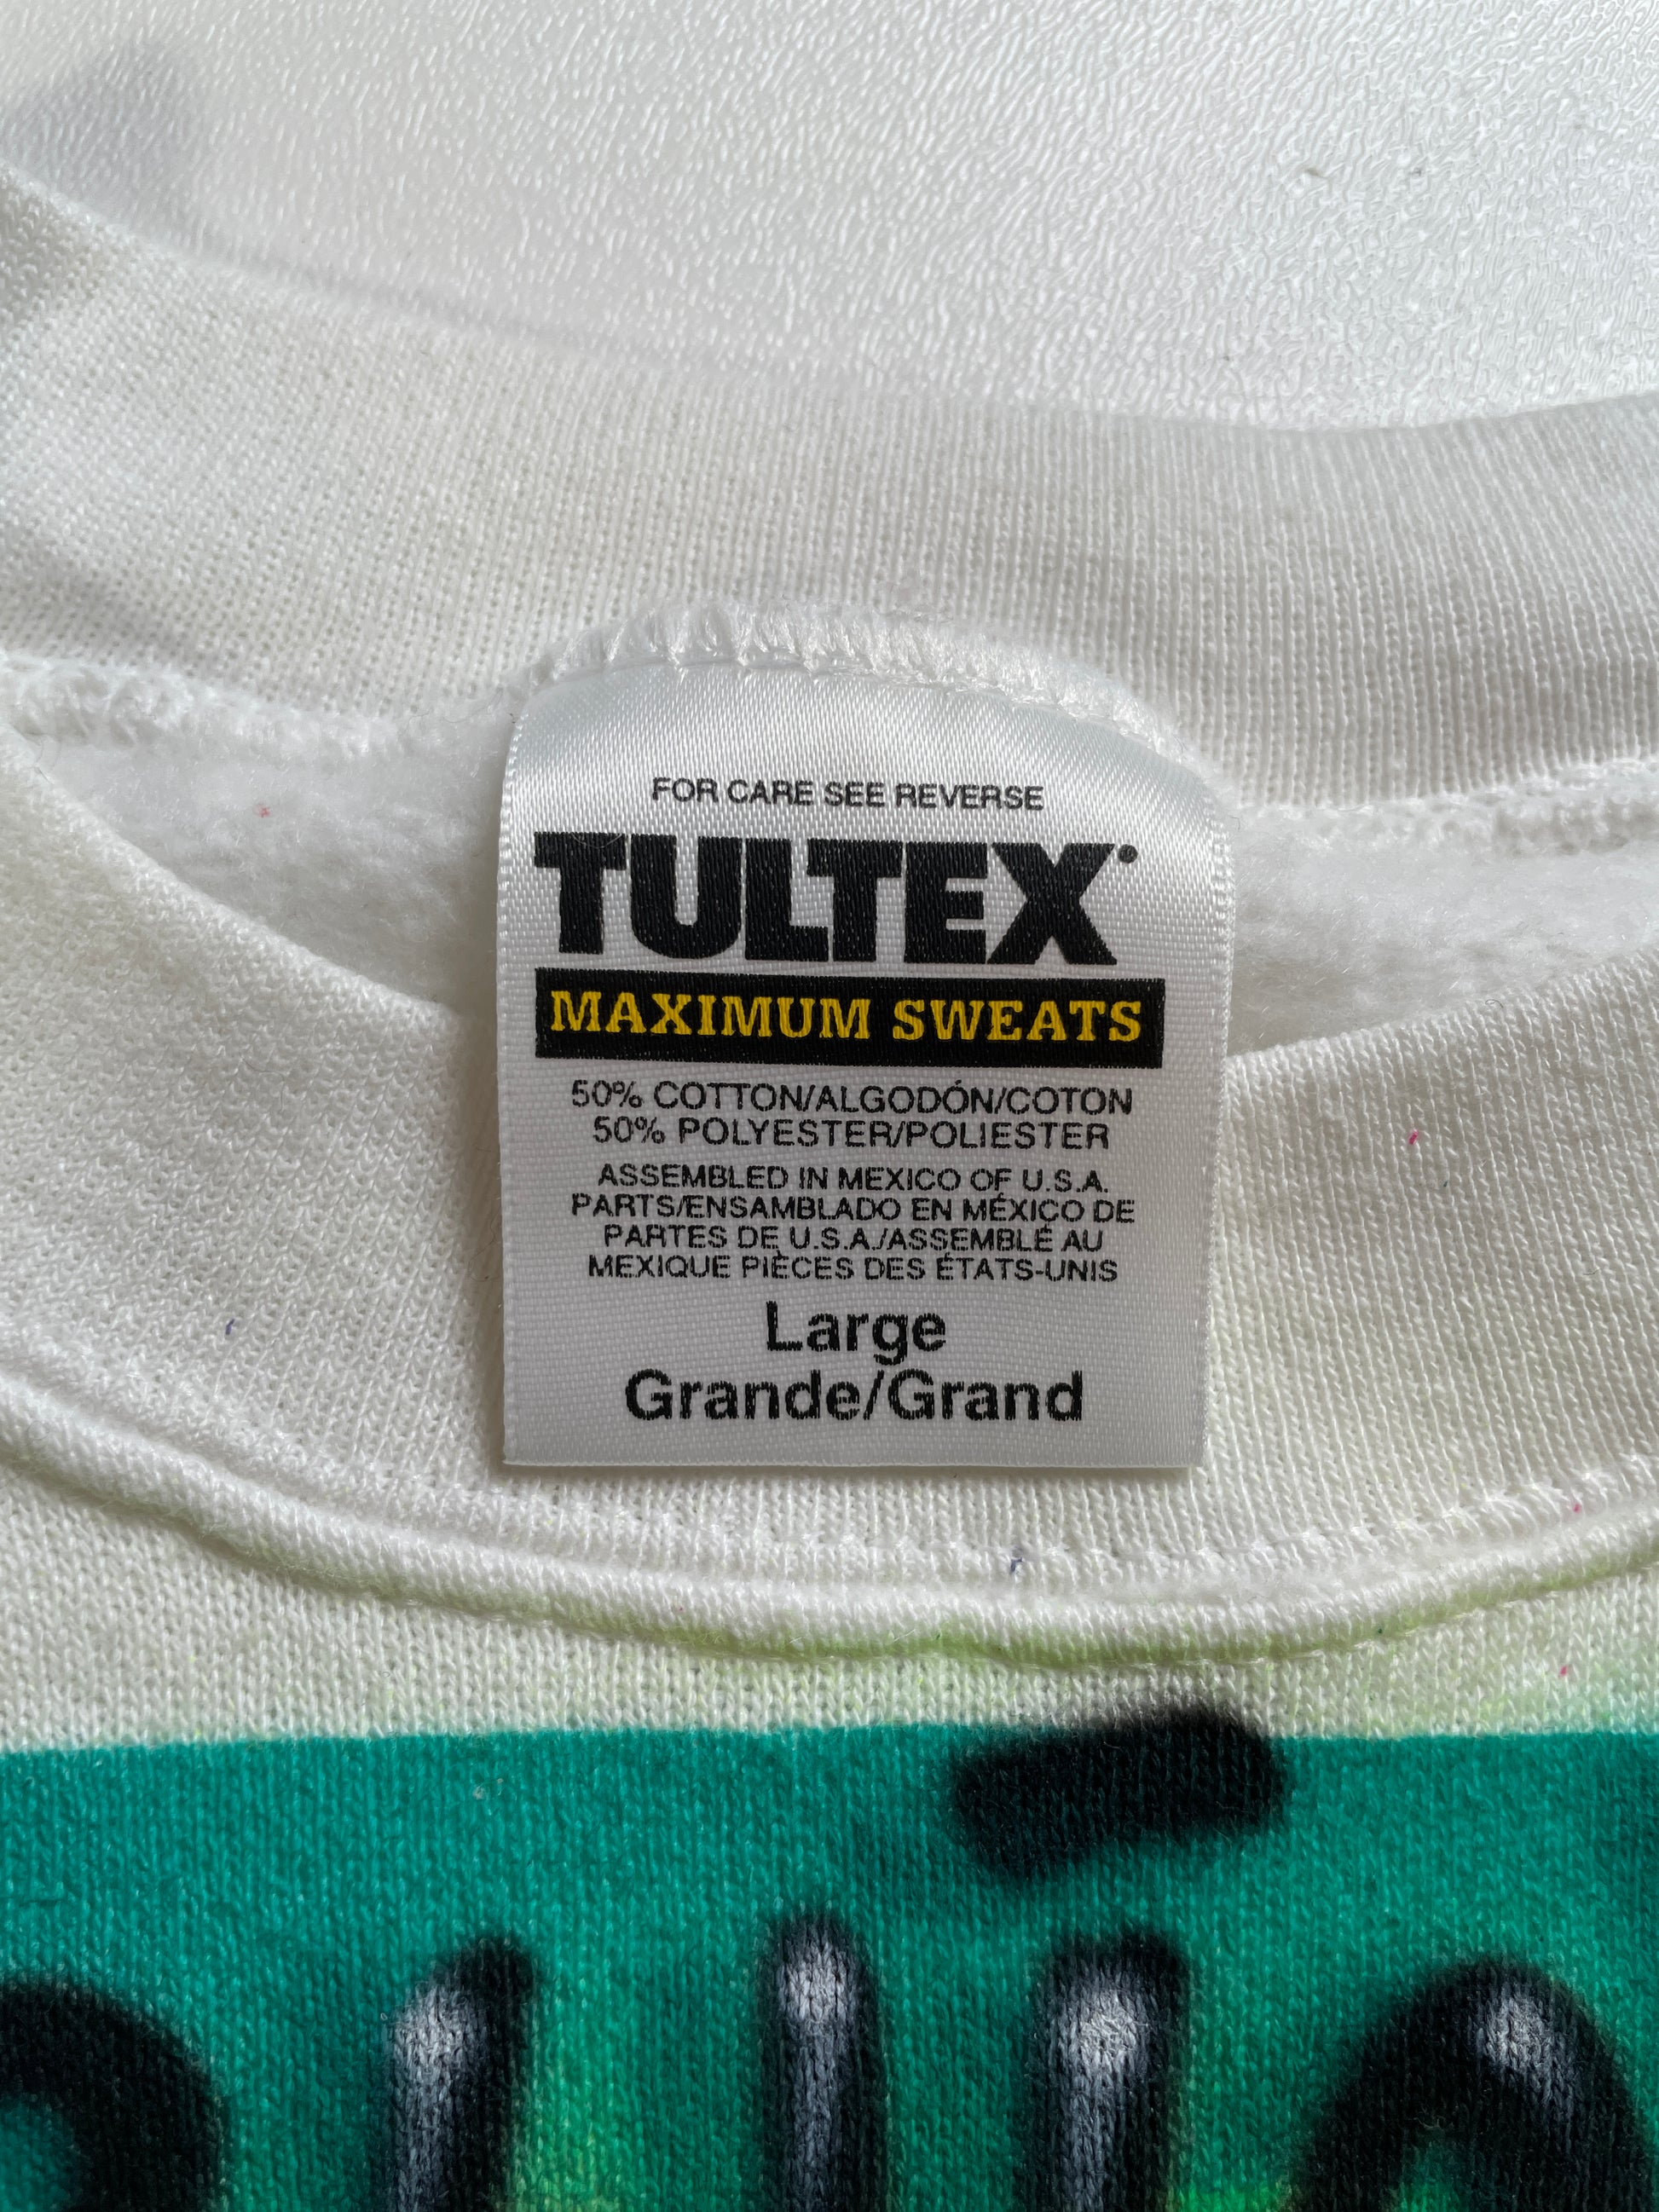 FOR CARE SEE REVERSE
TULTEX
MAXIMUM SWEATS
50% COTTON/ALGODÓN/COTON
50% POLYESTER/POLIESTER
ASSEMBLED IN MEXICO OF U.S.A.
PARTS/ENSAMBLADO EN MÉXICO DE
PARTES DE U.S.A./ASSEMBLÉ AU
MEXIQUE PIÈCES DES ÉTATS-UNIS
Large
Grande/Grand